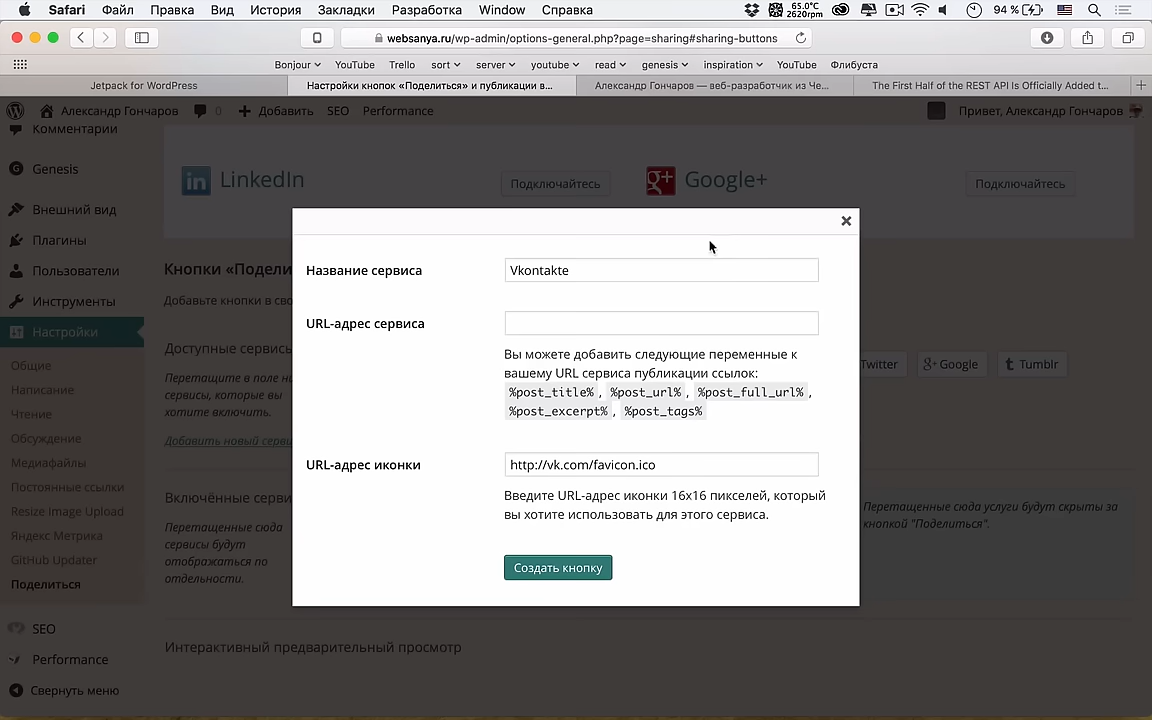 Safari Файл Правка Вид История Закладки Разработка Window Справка 65.0°C 2620rpm 94 %
websanya.ru/wp-admin/options-general.php?page=sharing#sharing-buttons
Bonjour YouTube Trello sort server youtube read genesis inspiration YouTube Флибуста
Jetpack for WordPress Настройки кнопок «Поделиться» и публикации в... Александр Гончаров — веб-разработчик из Че... The First Half of the REST API Is Officially Added t...
Александр Гончаров 0 Добавить SEO Performance Привет, Александр Гончаров
Комментарии
Genesis
Внешний вид
Плагины
Пользователи
Инструменты
Настройки
Общие
Написание
Чтение
Обсуждение
Медиафайлы
Постоянные ссылки
Resize Image Upload
Яндекс Метрика
GitHub Updater
Поделиться
SEO
Performance
Свернуть меню
in LinkedIn Подключайтесь g+ Google+ Подключайтесь
Кнопки «Подели
Добавьте кнопки в сво
Доступные сервисы
Перетащите в поле н
сервисы, которые вы
хотите включить.
Добавить новый серви
Twitter Google Tumblr
Включённые серви
Перетащенные сюда
сервисы будут
отображаться по
отдельности.
Перетащенные сюда услуги будут скрыты за
кнопкой "Поделиться".
Интерактивный предварительный просмотр
Название сервиса Vkontakte
URL-адрес сервиса
Вы можете добавить следующие переменные к
вашему URL сервиса публикации ссылок:
%post_title% , %post_url% , %post_full_url% ,
%post_excerpt% , %post_tags%
URL-адрес иконки http://vk.com/favicon.ico
Введите URL-адрес иконки 16x16 пикселей, который
вы хотите использовать для этого сервиса.
Создать кнопку